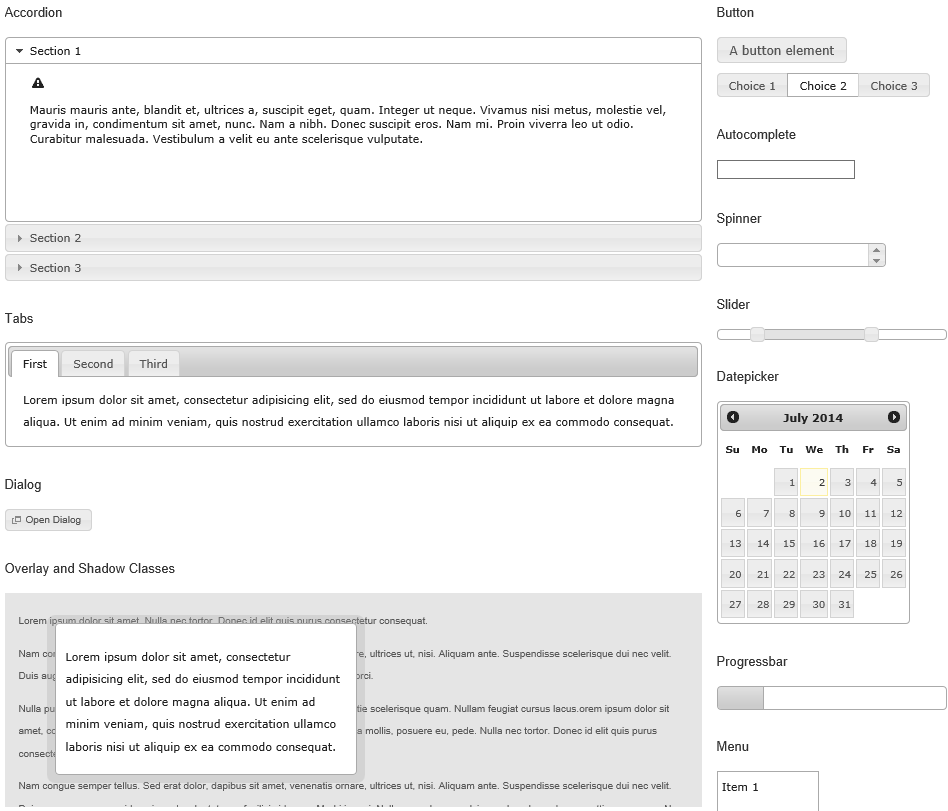 Accordion
Section 1
Mauris mauris ante, blandit et, ultrices a, suscipit eget, quam. Integer ut neque. Vivamus nisi metus, molestie vel,
gravida in, condimentum sit amet, nunc. Nam a nibh. Donec suscipit eros. Nam mi. Proin viverra leo ut odio.
Curabitur malesuada. Vestibulum a velit eu ante scelerisque vulputate.
Section 2
Section 3
Tabs
First Second Third
Lorem ipsum dolor sit amet, consectetur adipisicing elit, sed do eiusmod tempor incididunt ut labore et dolore magna
aliqua. Ut enim ad minim veniam, quis nostrud exercitation ullamco laboris nisi ut aliquip ex ea commodo consequat.
Dialog
Open Dialog
Overlay and Shadow Classes
Lorem ipsum dolor sit amet. Nulla nec tortor. Donec id elit quis purus consectetur consequat.
Nam ultrices ut, nisi. Aliquam ante. Suspendisse scelerisque dui nec velit.
Duis
Nulla scelerisque quam. Nullam feugiat cursus lacus.orem ipsum dolor sit
amet, a mollis, posuere eu, pede. Nulla nec tortor. Donec id elit quis purus
Lorem ipsum dolor sit amet, consectetur
adipisicing elit, sed do eiusmod tempor incididunt
ut labore et dolore magna aliqua. Ut enim ad
minim veniam, quis nostrud exercitation ullamco
laboris nisi ut aliquip ex ea commodo consequat.
Nam congue semper tellus. Sed erat dolor, dapibus sit amet, venenatis ornare, ultrices ut, nisi. Aliquam ante. Suspendisse scelerisque dui nec velit.
Button
A button element
Choice 1 Choice 2 Choice 3
Autocomplete
Spinner
Slider
Datepicker
July 2014
Su Mo Tu We Th Fr Sa
1 2 3 4 5
6 7 8 9 10 11 12
13 14 15 16 17 18 19
20 21 22 23 24 25 26
27 28 29 30 31
Progressbar
Menu
Item 1